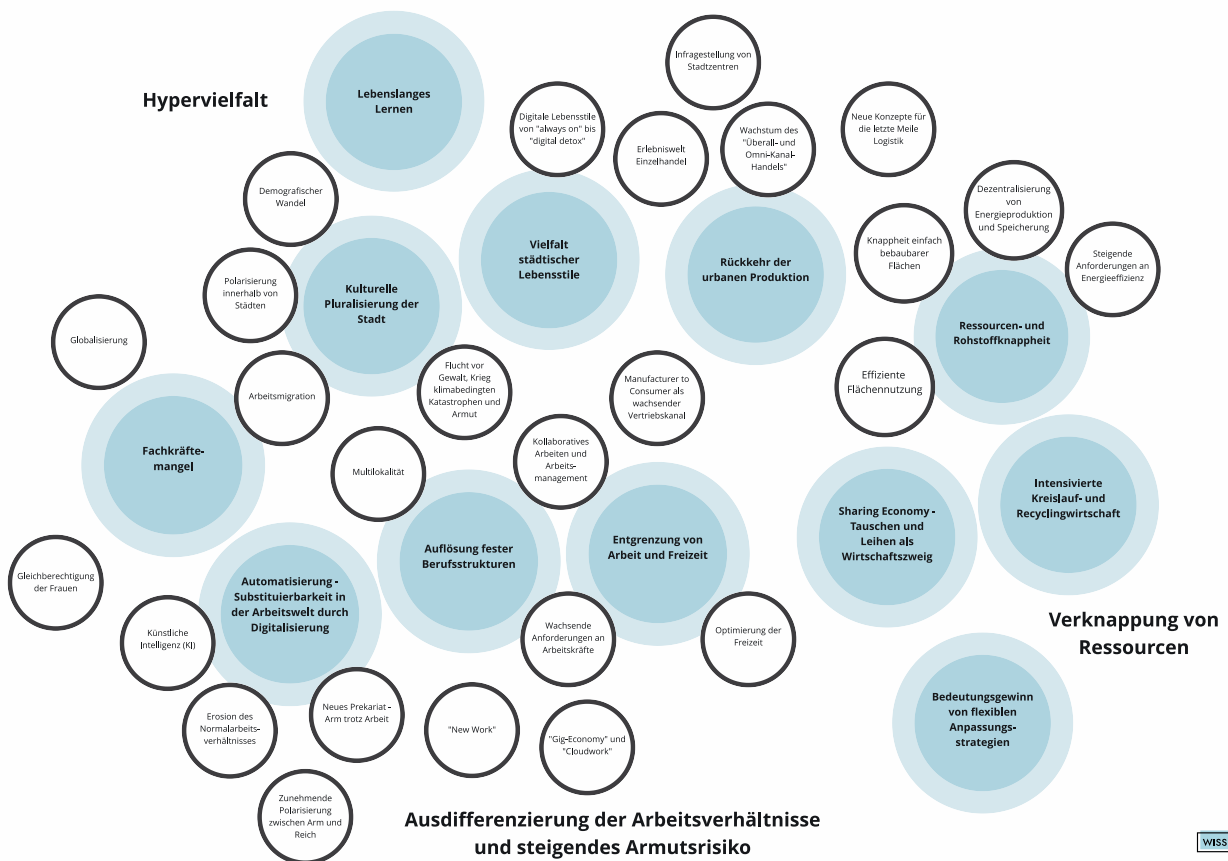 Infragestellung von
Stadtzentren
Hypervielfalt
Lebenslanges
Lernen
Digitale Lebensstile
von "always on" bis
"digital detox"
Erlebniswelt
Einzelhandel
Wachstum des
"Überall- und
Omni-Kanal-
Handels"
Neue Konzepte für
die letzte Meile
Logistik
Demografischer
Wandel
Dezentralisierung
von
Energieproduktion
und Speicherung
Vielfalt
städtischer
Lebensstile
Rückkehr der
urbanen Produktion
Knappheit einfach
bebaubarer
Flächen
Steigende
Anforderungen an
Energieeffizienz
Polarisierung
innerhalb von
Städten
Kulturelle
Pluralisierung der
Stadt
Globalisierung
Ressourcen- und
Rohstoffknappheit
Arbeitsmigration
Flucht vor
Gewalt, Krieg
klimabedingten
Katastrophen und
Armut
Manufacturer to
Consumer als
wachsender
Vertriebskanal
Effiziente
Flächennutzung
Fachkräfte-
mangel
Multilokalität
Kollaboratives
Arbeiten und
Arbeits-
management
Intensivierte
Kreislauf- und
Recyclingwirtschaft
Sharing Economy -
Tauschen und
Leihen als
Wirtschaftszweig
Auflösung fester
Berufsstrukturen
Entgrenzung von
Arbeit und Freizeit
Gleichberechtigung
der Frauen
Automatisierung -
Substituierbarkeit in
der Arbeitswelt durch
Digitalisierung
Künstliche
Intelligenz (KI)
Wachsende
Anforderungen an
Arbeitskräfte
Optimierung der
Freizeit
Verknappung von
Ressourcen
Erosion des
Normalarbeits-
verhältnisses
Neues Prekariat -
Arm trotz Arbeit
"New Work"
"Gig-Economy" und
"Cloudwork"
Bedeutungsgewinn
von flexiblen
Anpassungs-
strategien
Zunehmende
Polarisierung
zwischen Arm und
Reich
Ausdifferenzierung der Arbeitsverhältnisse
und steigendes Armutsrisiko
WISS